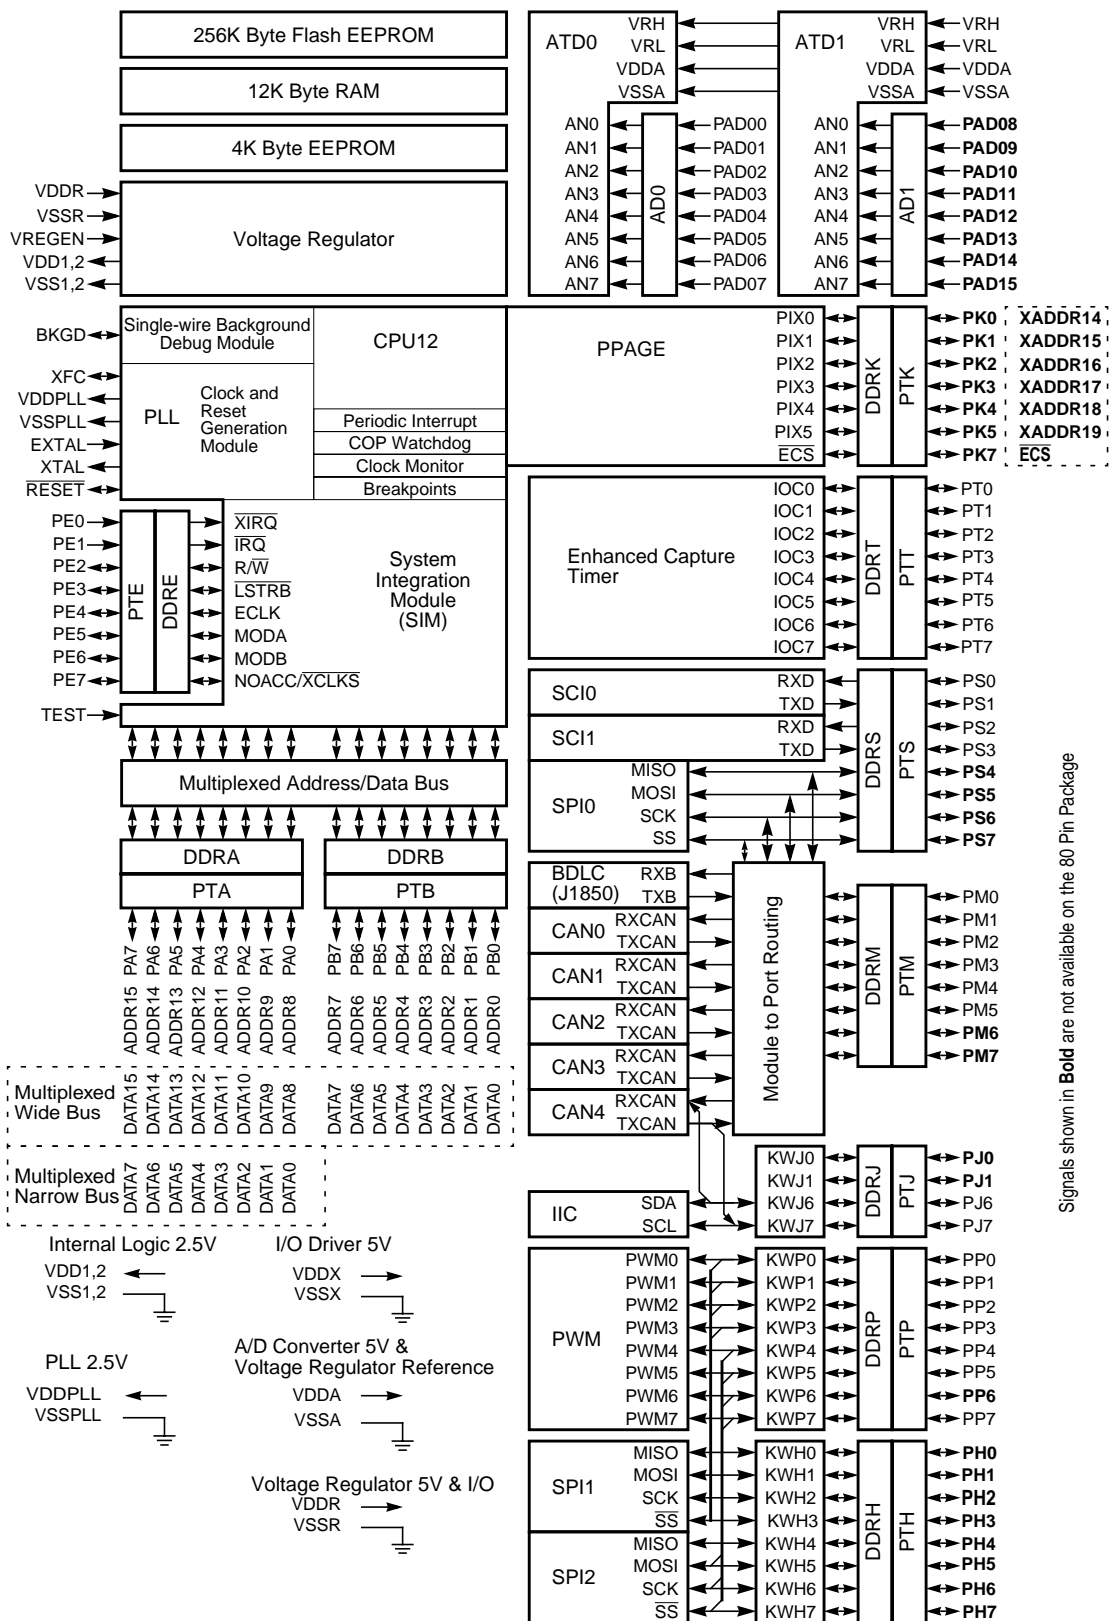 256K Byte Flash EEPROM
12K Byte RAM
4K Byte EEPROM
VDDR
VSSR
VREGEN
VDD1,2
VSS1,2
Voltage Regulator
ATD0
VRH
VRL
VDDA
VSSA
AN0
AN1
AN2
AN3
AN4
AN5
AN6
AN7
AD0
PAD00
PAD01
PAD02
PAD03
PAD04
PAD05
PAD06
PAD07
ATD1
VRH
VRL
VDDA
VSSA
VRH
VRL
VDDA
VSSA
AN0
AN1
AN2
AN3
AN4
AN5
AN6
AN7
AD1
PAD08
PAD09
PAD10
PAD11
PAD12
PAD13
PAD14
PAD15
BKGD
XFC
VDDPLL
VSSPLL
EXTAL
XTAL
RESET
Single-wire Background
Debug Module
CPU12
PLL
Clock and
Reset
Generation
Module
Periodic Interrupt
COP Watchdog
Clock Monitor
Breakpoints
PPAGE
PIX0
PIX1
PIX2
PIX3
PIX4
PIX5
ECS
DDRK
PTK
PK0 XADDR14
PK1 XADDR15
PK2 XADDR16
PK3 XADDR17
PK4 XADDR18
PK5 XADDR19
PK7 ECS
PE0
PE1
PE2
PE3
PE4
PE5
PE6
PE7
TEST
PTE
DDRE
XIRQ
IRQ
R/W
LSTRB
ECLK
MODA
MODB
NOACC/XCLKS
System
Integration
Module
(SIM)
Enhanced Capture
Timer
IOC0
IOC1
IOC2
IOC3
IOC4
IOC5
IOC6
IOC7
DDRT
PTT
PT0
PT1
PT2
PT3
PT4
PT5
PT6
PT7
SCI0
RXD
TXD
SCI1
RXD
TXD
SPI0
MISO
MOSI
SCK
SS
DDRS
PTS
PS0
PS1
PS2
PS3
PS4
PS5
PS6
PS7
Multiplexed Address/Data Bus
DDRA
PTA
DDRB
PTB
PA7
PA6
PA5
PA4
PA3
PA2
PA1
PA0
PB7
PB6
PB5
PB4
PB3
PB2
PB1
PB0
ADDR15
ADDR14
ADDR13
ADDR12
ADDR11
ADDR10
ADDR9
ADDR8
ADDR7
ADDR6
ADDR5
ADDR4
ADDR3
ADDR2
ADDR1
ADDR0
Multiplexed
Wide Bus
DATA15
DATA14
DATA13
DATA12
DATA11
DATA10
DATA9
DATA8
DATA7
DATA6
DATA5
DATA4
DATA3
DATA2
DATA1
DATA0
Multiplexed
Narrow Bus
DATA7
DATA6
DATA5
DATA4
DATA3
DATA2
DATA1
DATA0
BDLC
(J1850)
RXB
TXB
CAN0
RXCAN
TXCAN
CAN1
RXCAN
TXCAN
CAN2
RXCAN
TXCAN
CAN3
RXCAN
TXCAN
CAN4
RXCAN
TXCAN
Module to Port Routing
DDRM
PTM
PM0
PM1
PM2
PM3
PM4
PM5
PM6
PM7
Signals shown in Bold are not available on the 80 Pin Package
IIC
SDA
SCL
KWJ0
KWJ1
KWJ6
KWJ7
DDRJ
PTJ
PJ0
PJ1
PJ6
PJ7
PWM
PWM0
PWM1
PWM2
PWM3
PWM4
PWM5
PWM6
PWM7
KWP0
KWP1
KWP2
KWP3
KWP4
KWP5
KWP6
KWP7
DDRP
PTP
PP0
PP1
PP2
PP3
PP4
PP5
PP6
PP7
SPI1
MISO
MOSI
SCK
SS
SPI2
MISO
MOSI
SCK
SS
KWH0
KWH1
KWH2
KWH3
KWH4
KWH5
KWH6
KWH7
DDRH
PTH
PH0
PH1
PH2
PH3
PH4
PH5
PH6
PH7
Internal Logic 2.5V
VDD1,2
VSS1,2
I/O Driver 5V
VDDX
VSSX
PLL 2.5V
VDDPLL
VSSPLL
A/D Converter 5V &
Voltage Regulator Reference
VDDA
VSSA
Voltage Regulator 5V & I/O
VDDR
VSSR